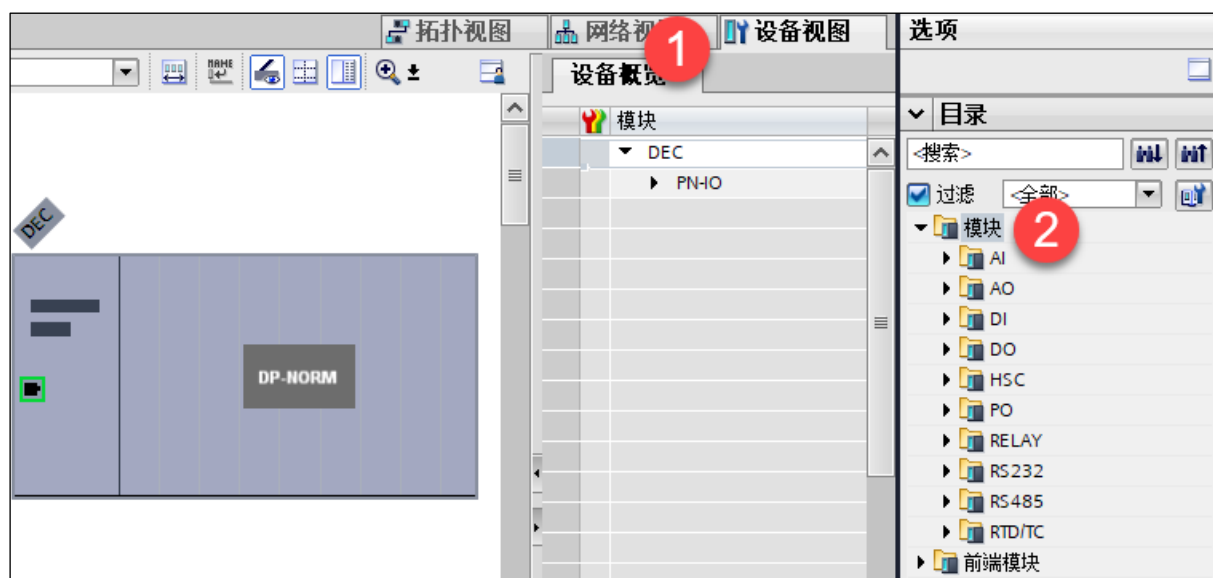 拓扑视图
网络视
1
设备视图
选项
NAME
设备概览
目录
模块
<搜索>
DEC
PN-IO
过滤
<全部>
DEC
模块
2
AI
AO
DI
DO
DP-NORM
HSC
PO
RELAY
RS232
RS485
RTD/TC
前端模块